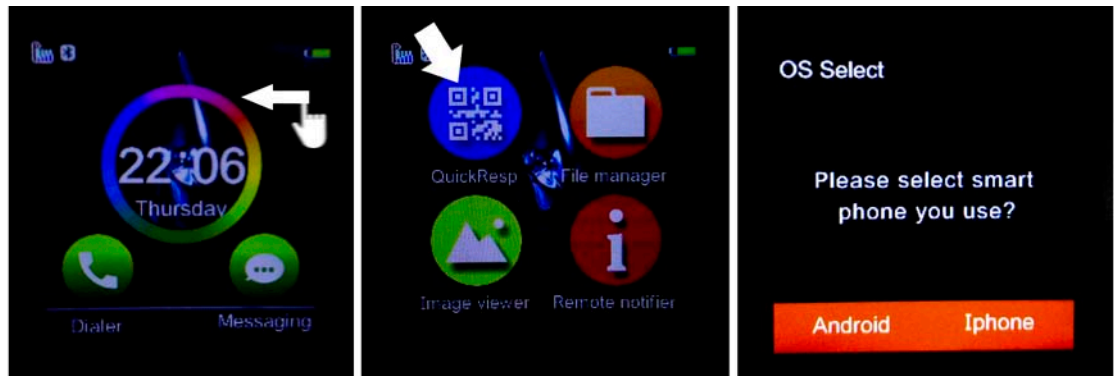 22:06
Thursday
Dialer
Messaging
QuickResp
File manager
Image viewer
Remote notifier
OS Select
Please select smart
phone you use?
Android
Iphone